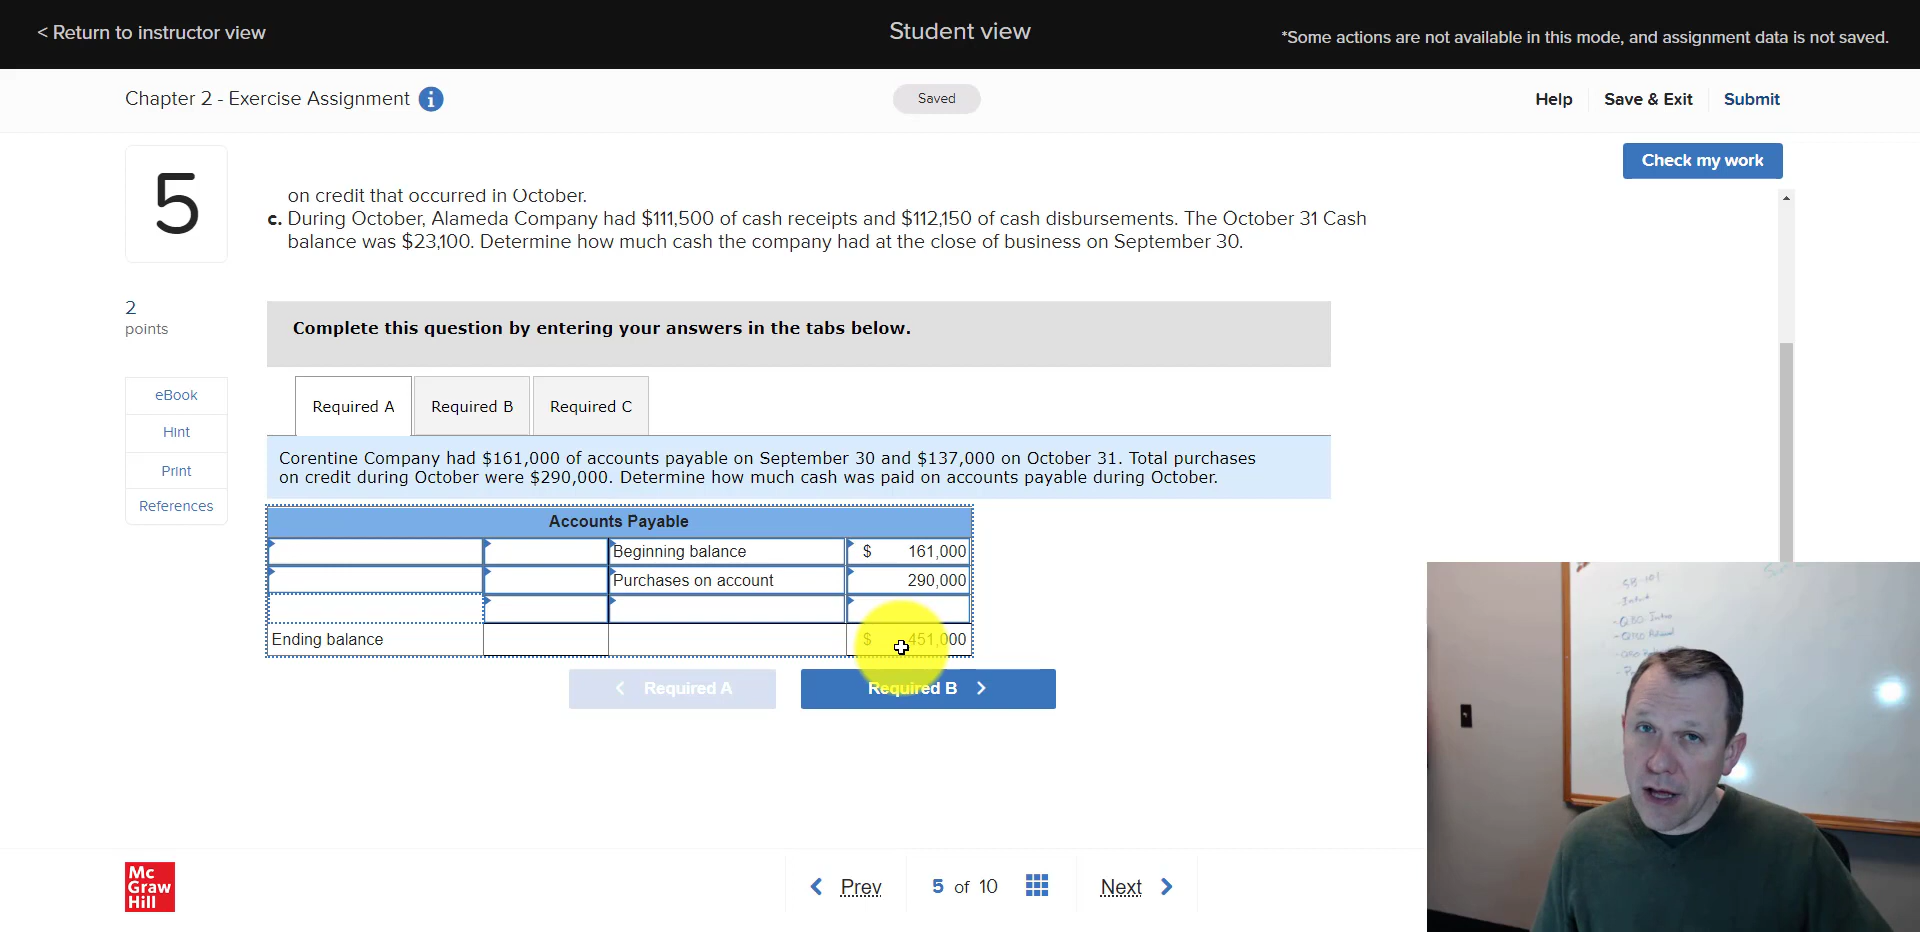 < Return to instructor view
Student view
*Some actions are not available in this mode, and assignment data is not saved.
Chapter 2 - Exercise Assignment i
Saved
Help
Save & Exit
Submit
5
Check my work
on credit that occurred in October.
c. During October, Alameda Company had $111,500 of cash receipts and $112,150 of cash disbursements. The October 31 Cash
balance was $23,100. Determine how much cash the company had at the close of business on September 30.
2
points
Complete this question by entering your answers in the tabs below.
eBook
Hint
Print
References
Required A
Required B
Required C
Corentine Company had $161,000 of accounts payable on September 30 and $137,000 on October 31. Total purchases
on credit during October were $290,000. Determine how much cash was paid on accounts payable during October.
Accounts Payable
Beginning balance $ 161,000
Purchases on account 290,000
Ending balance $ 451,000
< Required A
Required B >
Mc
Graw
Hill
Prev
5 of 10
Next